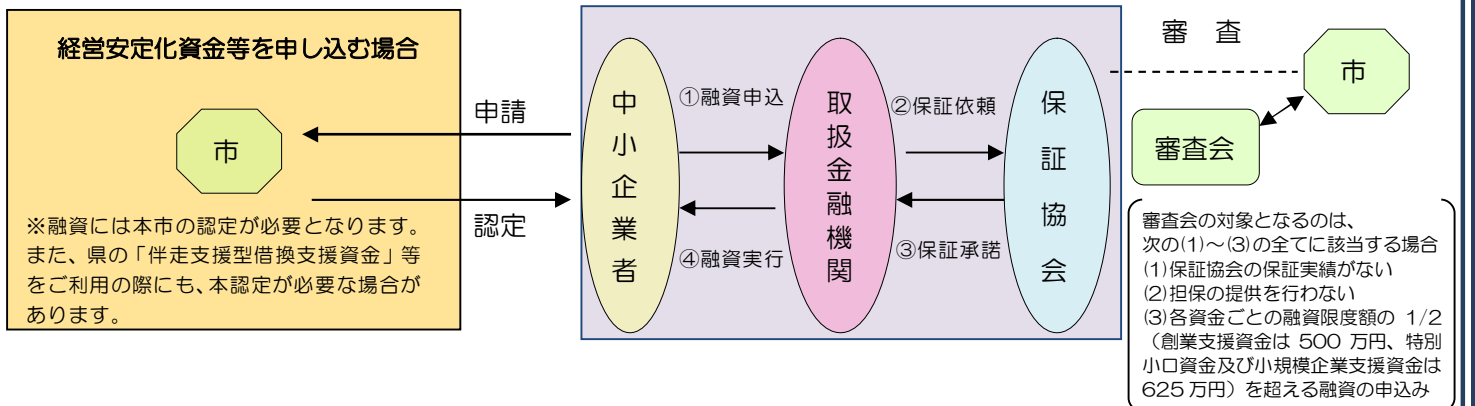 経営安定化資金等を申し込む場合
市
※融資には本市の認定が必要となります。
また、県の「伴走支援型借換支援資金」等
をご利用の際にも、本認定が必要な場合が
あります。
申請
認定
中小企業者
①融資申込
④融資実行
取扱金融機関
②保証依頼
③保証承諾
保証協会
審　査
市
審査会
審査会の対象となるのは、
次の(1)～(3)の全てに該当する場合
(1)保証協会の保証実績がない
(2)担保の提供を行わない
(3)各資金ごとの融資限度額の 1/2
（創業支援資金は 500 万円、特別
小口資金及び小規模企業支援資金は
625 万円）を超える融資の申込み